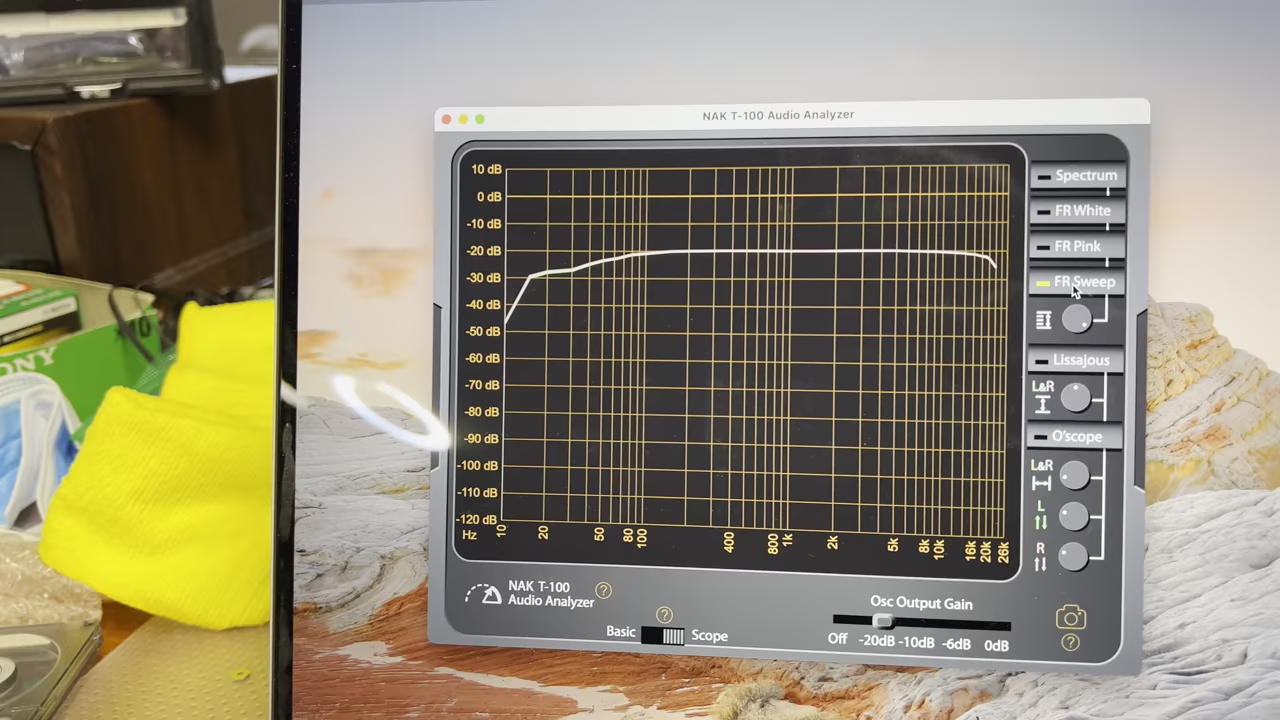 NAK T-100 Audio Analyzer
10 dB
0 dB
-10 dB
-20 dB
-30 dB
-40 dB
-50 dB
-60 dB
-70 dB
-80 dB
-90 dB
-100 dB
-110 dB
-120 dB
Hz
10
20
50
80
100
400
800
1k
2k
5k
8k
10k
16k
20k
26k
Spectrum
FR White
FR Pink
FR Sweep
Lissajous
L&R
O'scope
L&R
L
R
NAK T-100
Audio Analyzer
?
?
Basic
Scope
Osc Output Gain
Off -20dB -10dB -6dB 0dB
?